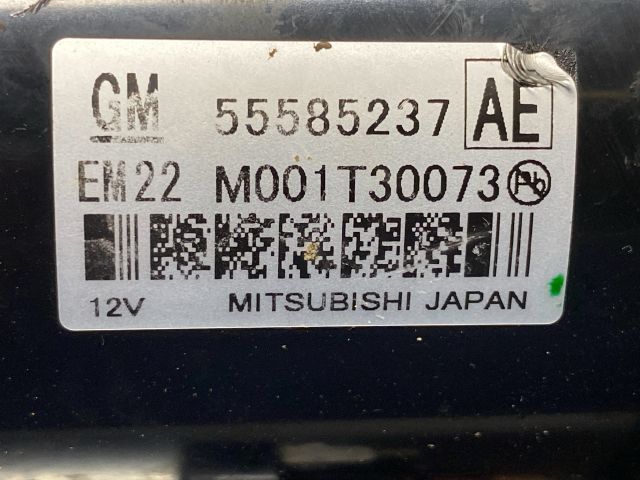 GM 55585237 AE
EM22 M001T30073 Pb
12V MITSUBISHI JAPAN